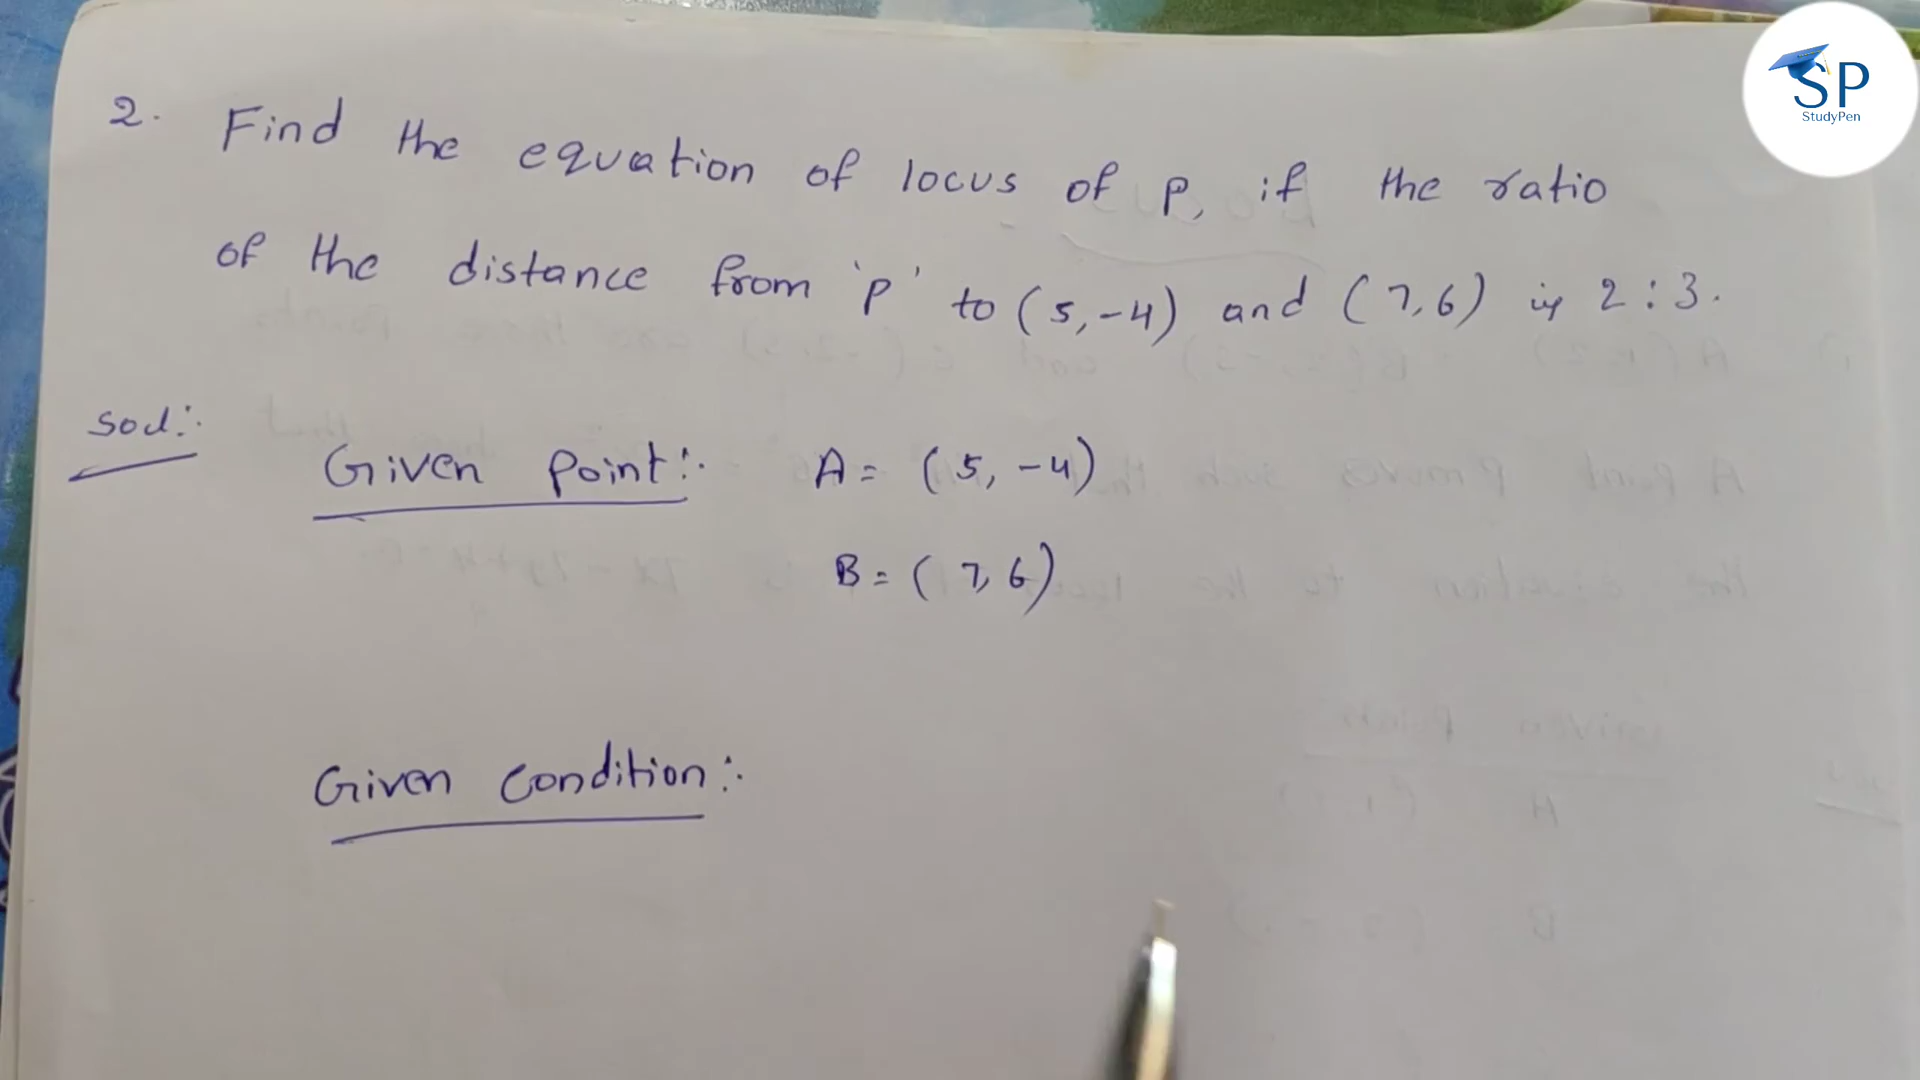 SP
StudyPen
2. Find the equation of locus of P, if the ratio
of the distance from 'p' to (5,-4) and (7,6) is 2:3.
Sol:
Given point: A = (5, -4)
B = (7, 6)
Given condition: